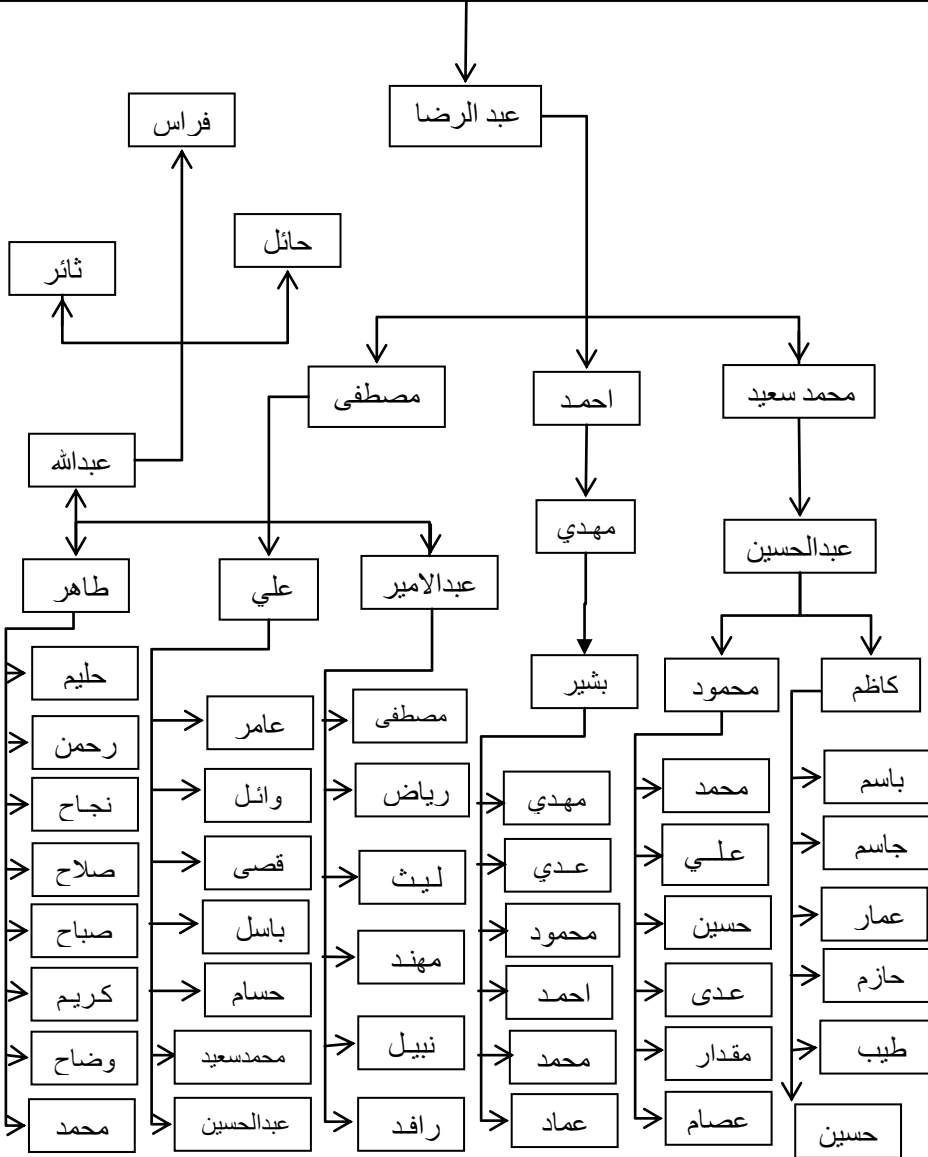 عبد الرضا
فراس
حائل
ثائر
محمد سعيد
احمد
مصطفى
عبدالله
مهدي
عبدالحسين
عبدالامير
علي
طاهر
كاظم
محمود
بشير
باسم
جاسم
عمار
حازم
طيب
حسين
محمد
علي
حسين
عدى
مقدار
عصام
مهدي
عدي
محمود
احمد
محمد
عماد
مصطفى
رياض
ليث
مهند
نبيل
رافد
عامر
وائل
قصى
باسل
حسام
محمدسعيد
عبدالحسين
حليم
رحمن
نجاح
صلاح
صباح
كريم
وضاح
محمد